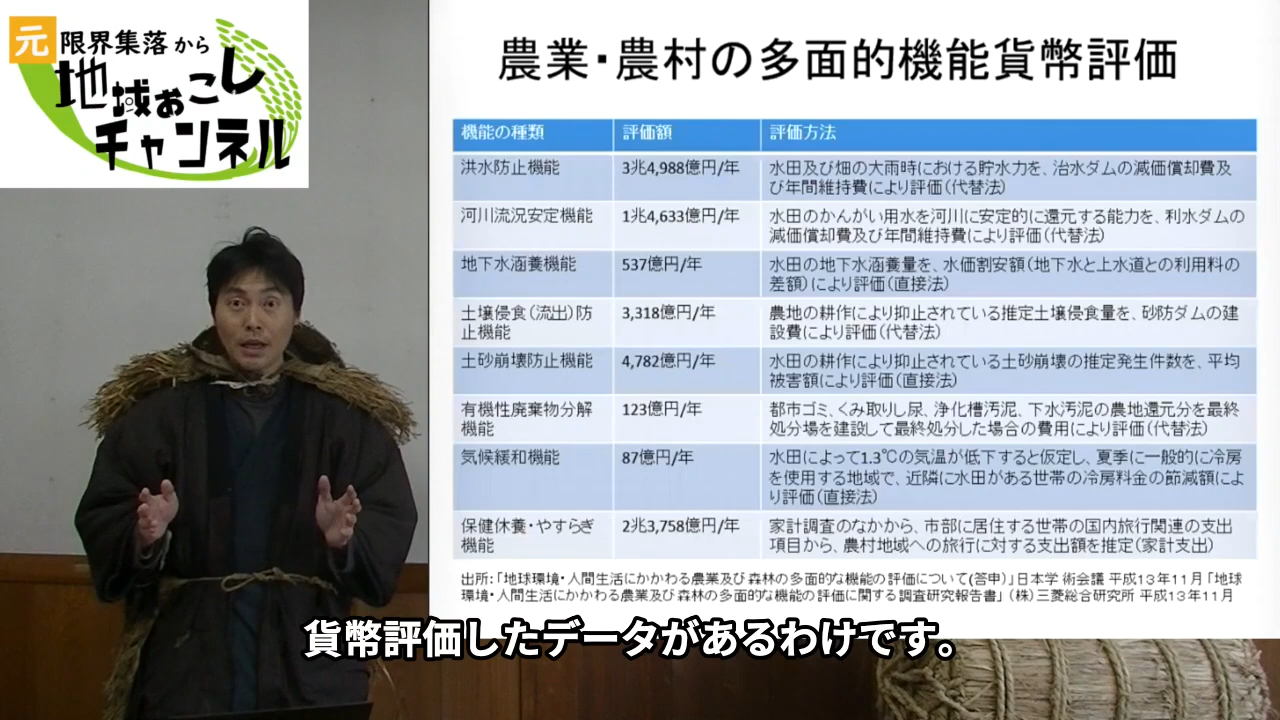 元 限界集落から
地域おこし
チャンネル
農業・農村の多面的機能貨幣評価
機能の種類 評価額 評価方法
洪水防止機能 3兆4,988億円/年 水田及び畑の大雨時における貯水力を、治水ダムの減価償却費及
び年間維持費により評価(代替法)
河川流況安定機能 1兆4,633億円/年 水田のかんがい用水を河川に安定的に還元する能力を、利水ダムの
減価償却費及び年間維持費により評価(代替法)
地下水涵養機能 537億円/年 水田の地下水涵養量を、水価割安額(地下水と上水道との利用料の
差額)により評価(直接法)
土壌侵食(流出)防 3,318億円/年 農地の耕作により抑止されている推定土壌侵食量を、砂防ダムの建
止機能 設費により評価(代替法)
土砂崩壊防止機能 4,782億円/年 水田の耕作により抑止されている土砂崩壊の推定発生件数を、平均
被害額により評価(直接法)
有機性廃棄物分解 123億円/年 都市ゴミ、くみ取りし尿、浄化槽汚泥、下水汚泥の農地還元分を最終
機能 処分場を建設して最終処分した場合の費用により評価(代替法)
気候緩和機能 87億円/年 水田によって1.3℃の気温が低下すると仮定し、夏季に一般的に冷房
を使用する地域で、近隣に水田がある世帯の冷房料金の節減額によ
り評価(直接法)
保健休養・やすらぎ 2兆3,758億円/年 家計調査のなかから、市部に居住する世帯の国内旅行関連の支出
機能 項目から、農村地域への旅行に対する支出額を推定(家計支出)
出所:「地球環境・人間生活にかかわる農業及び森林の多面的な機能の評価について(答申)」日本学 術会議 平成13年11月 「地球
環境・人間生活にかかわる農業及び森林の多面的な機能の評価に関する調査研究報告書」 (株)三菱総合研究所 平成13年11月
貨幣評価したデータがあるわけです。